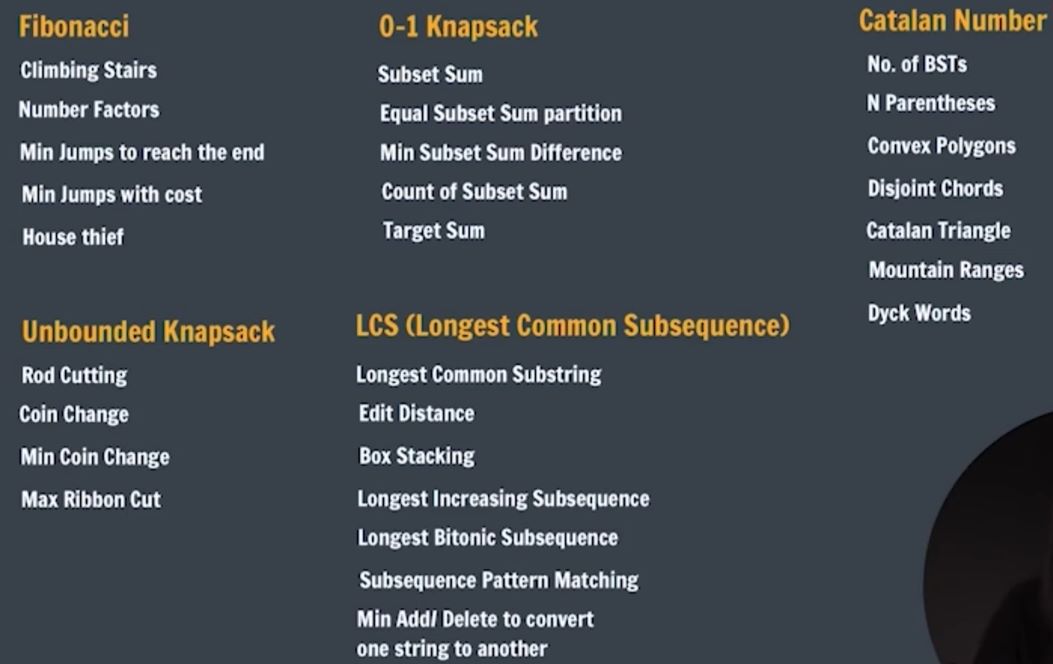 Fibonacci
Climbing Stairs
Number Factors
Min Jumps to reach the end
Min Jumps with cost
House thief
0-1 Knapsack
Subset Sum
Equal Subset Sum partition
Min Subset Sum Difference
Count of Subset Sum
Target Sum
Catalan Number
No. of BSTs
N Parentheses
Convex Polygons
Disjoint Chords
Catalan Triangle
Mountain Ranges
Dyck Words
Unbounded Knapsack
Rod Cutting
Coin Change
Min Coin Change
Max Ribbon Cut
LCS (Longest Common Subsequence)
Longest Common Substring
Edit Distance
Box Stacking
Longest Increasing Subsequence
Longest Bitonic Subsequence
Subsequence Pattern Matching
Min Add/ Delete to convert
one string to another